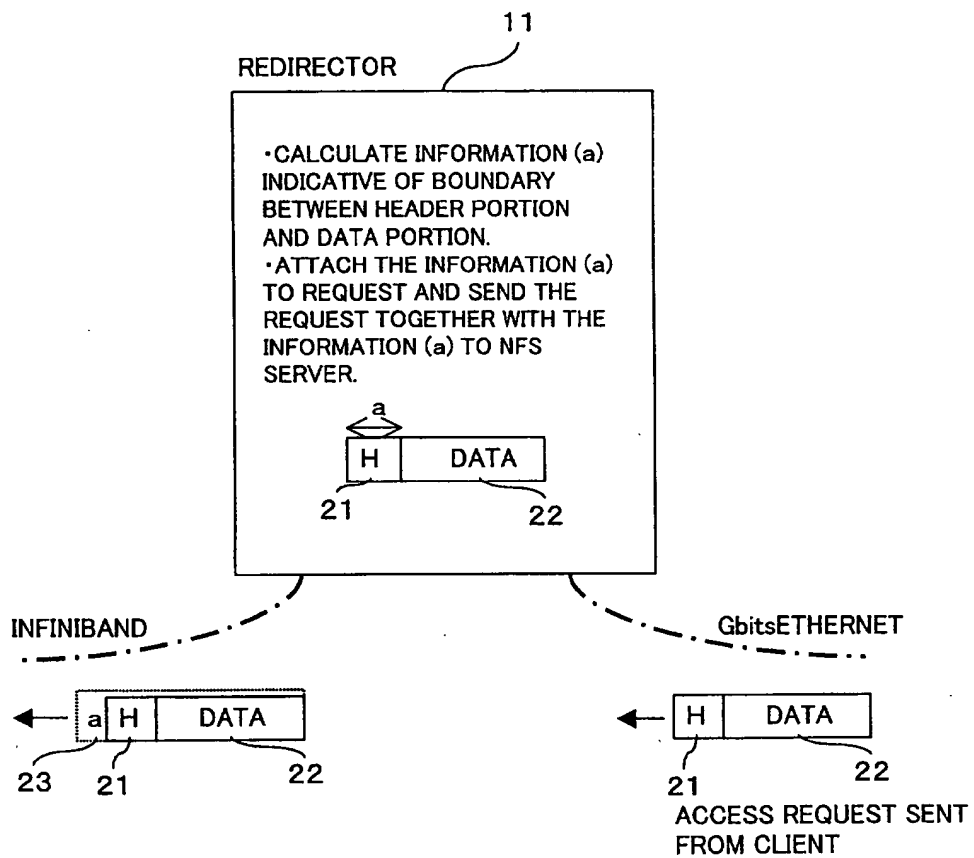 11
REDIRECTOR
・CALCULATE INFORMATION (a)
INDICATIVE OF BOUNDARY
BETWEEN HEADER PORTION
AND DATA PORTION.
・ATTACH THE INFORMATION (a)
TO REQUEST AND SEND THE
REQUEST TOGETHER WITH THE
INFORMATION (a) TO NFS
SERVER.
a
H DATA
21 22
INFINIBAND
GbitsETHERNET
a H DATA
23 21 22
H DATA
21 22
ACCESS REQUEST SENT
FROM CLIENT